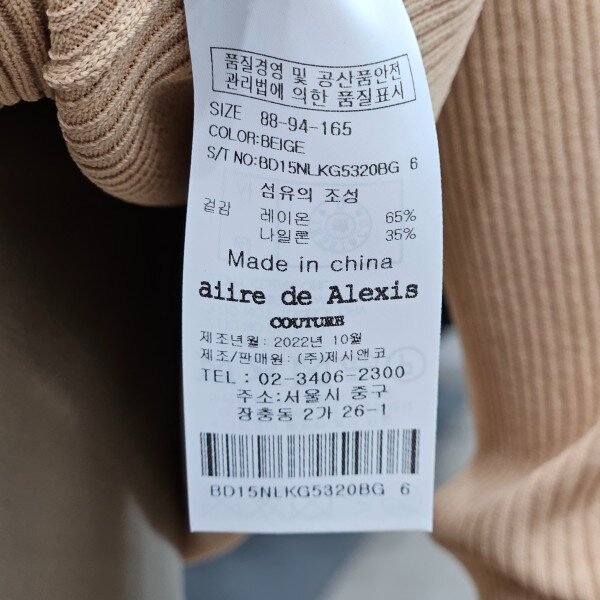 품질경영 및 공산품안전
관리법에 의한 품질표시
SIZE 88-94-165
COLOR:BEIGE
S/T NO:BD15NLKG5320BG 6
섬유의 조성
겉감 레이온 65%
나일론 35%
Made in china
aiire de Alexis
COUTURE
제조년월: 2022년 10월
제조/판매원: (주)제시앤코
TEL : 02-3406-2300
주소:서울시 중구
장충동 2가 26-1
BD15NLKG5320BG 6